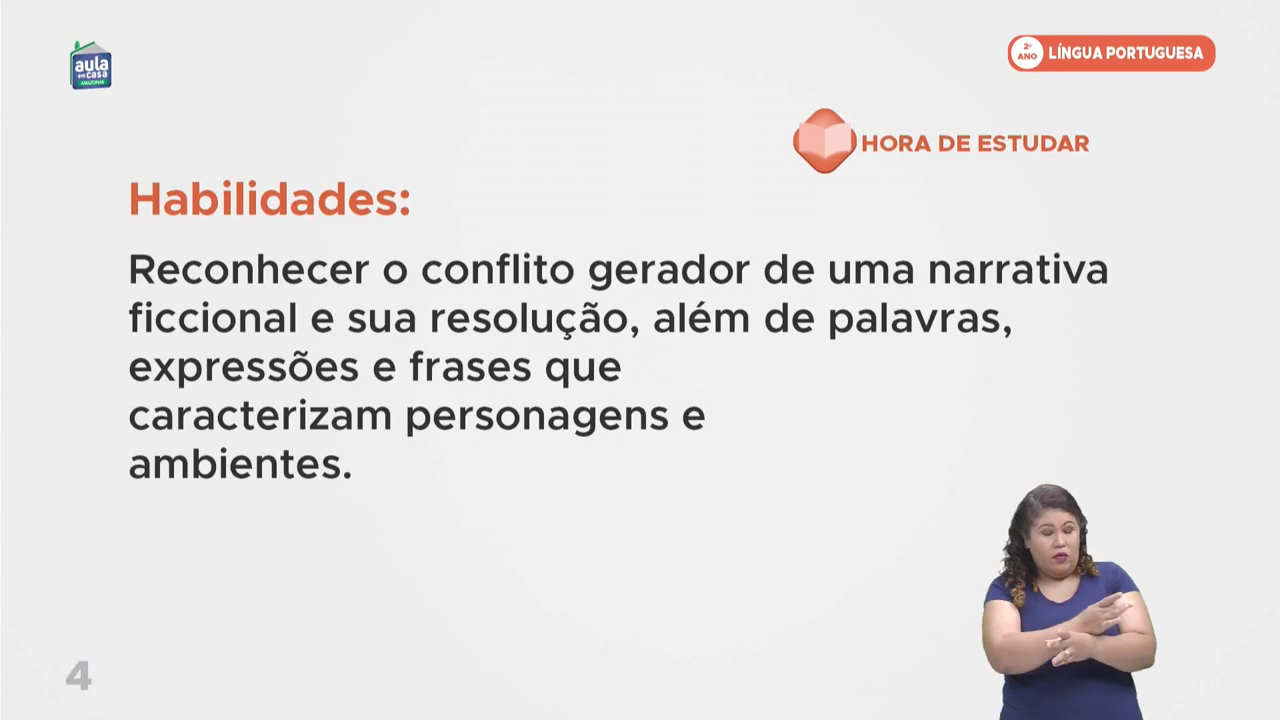 aula
em casa
AMAZONAS
2º
ANO
LÍNGUA PORTUGUESA
HORA DE ESTUDAR
Habilidades:
Reconhecer o conflito gerador de uma narrativa
ficcional e sua resolução, além de palavras,
expressões e frases que
caracterizam personagens e
ambientes.
4